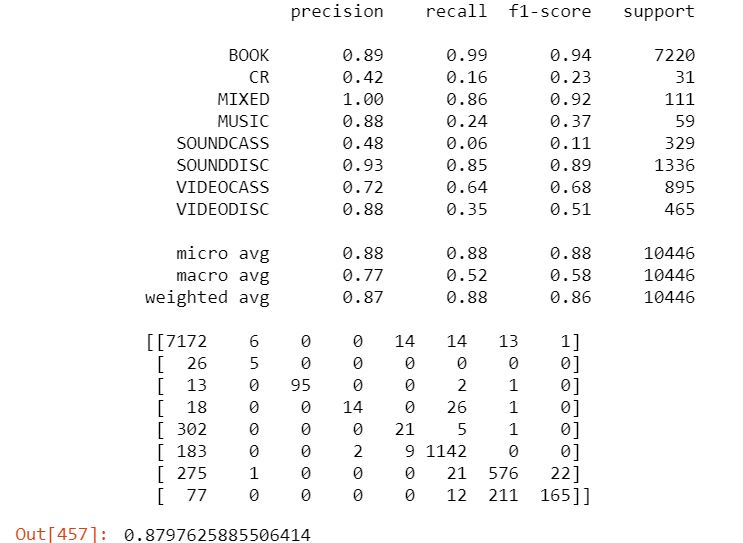 precision recall f1-score support
BOOK 0.89 0.99 0.94 7220
CR 0.42 0.16 0.23 31
MIXED 1.00 0.86 0.92 111
MUSIC 0.88 0.24 0.37 59
SOUNDCASS 0.48 0.06 0.11 329
SOUNDDISC 0.93 0.85 0.89 1336
VIDEOCASS 0.72 0.64 0.68 895
VIDEODISC 0.88 0.35 0.51 465
micro avg 0.88 0.88 0.88 10446
macro avg 0.77 0.52 0.58 10446
weighted avg 0.87 0.88 0.86 10446
[[7172 6 0 0 14 14 13 1]
[ 26 5 0 0 0 0 0 0]
[ 13 0 95 0 0 2 1 0]
[ 18 0 0 14 0 26 1 0]
[ 302 0 0 0 21 5 1 0]
[ 183 0 0 2 9 1142 0 0]
[ 275 1 0 0 0 21 576 22]
[ 77 0 0 0 0 12 211 165]]
Out[457]: 0.8797625885506414